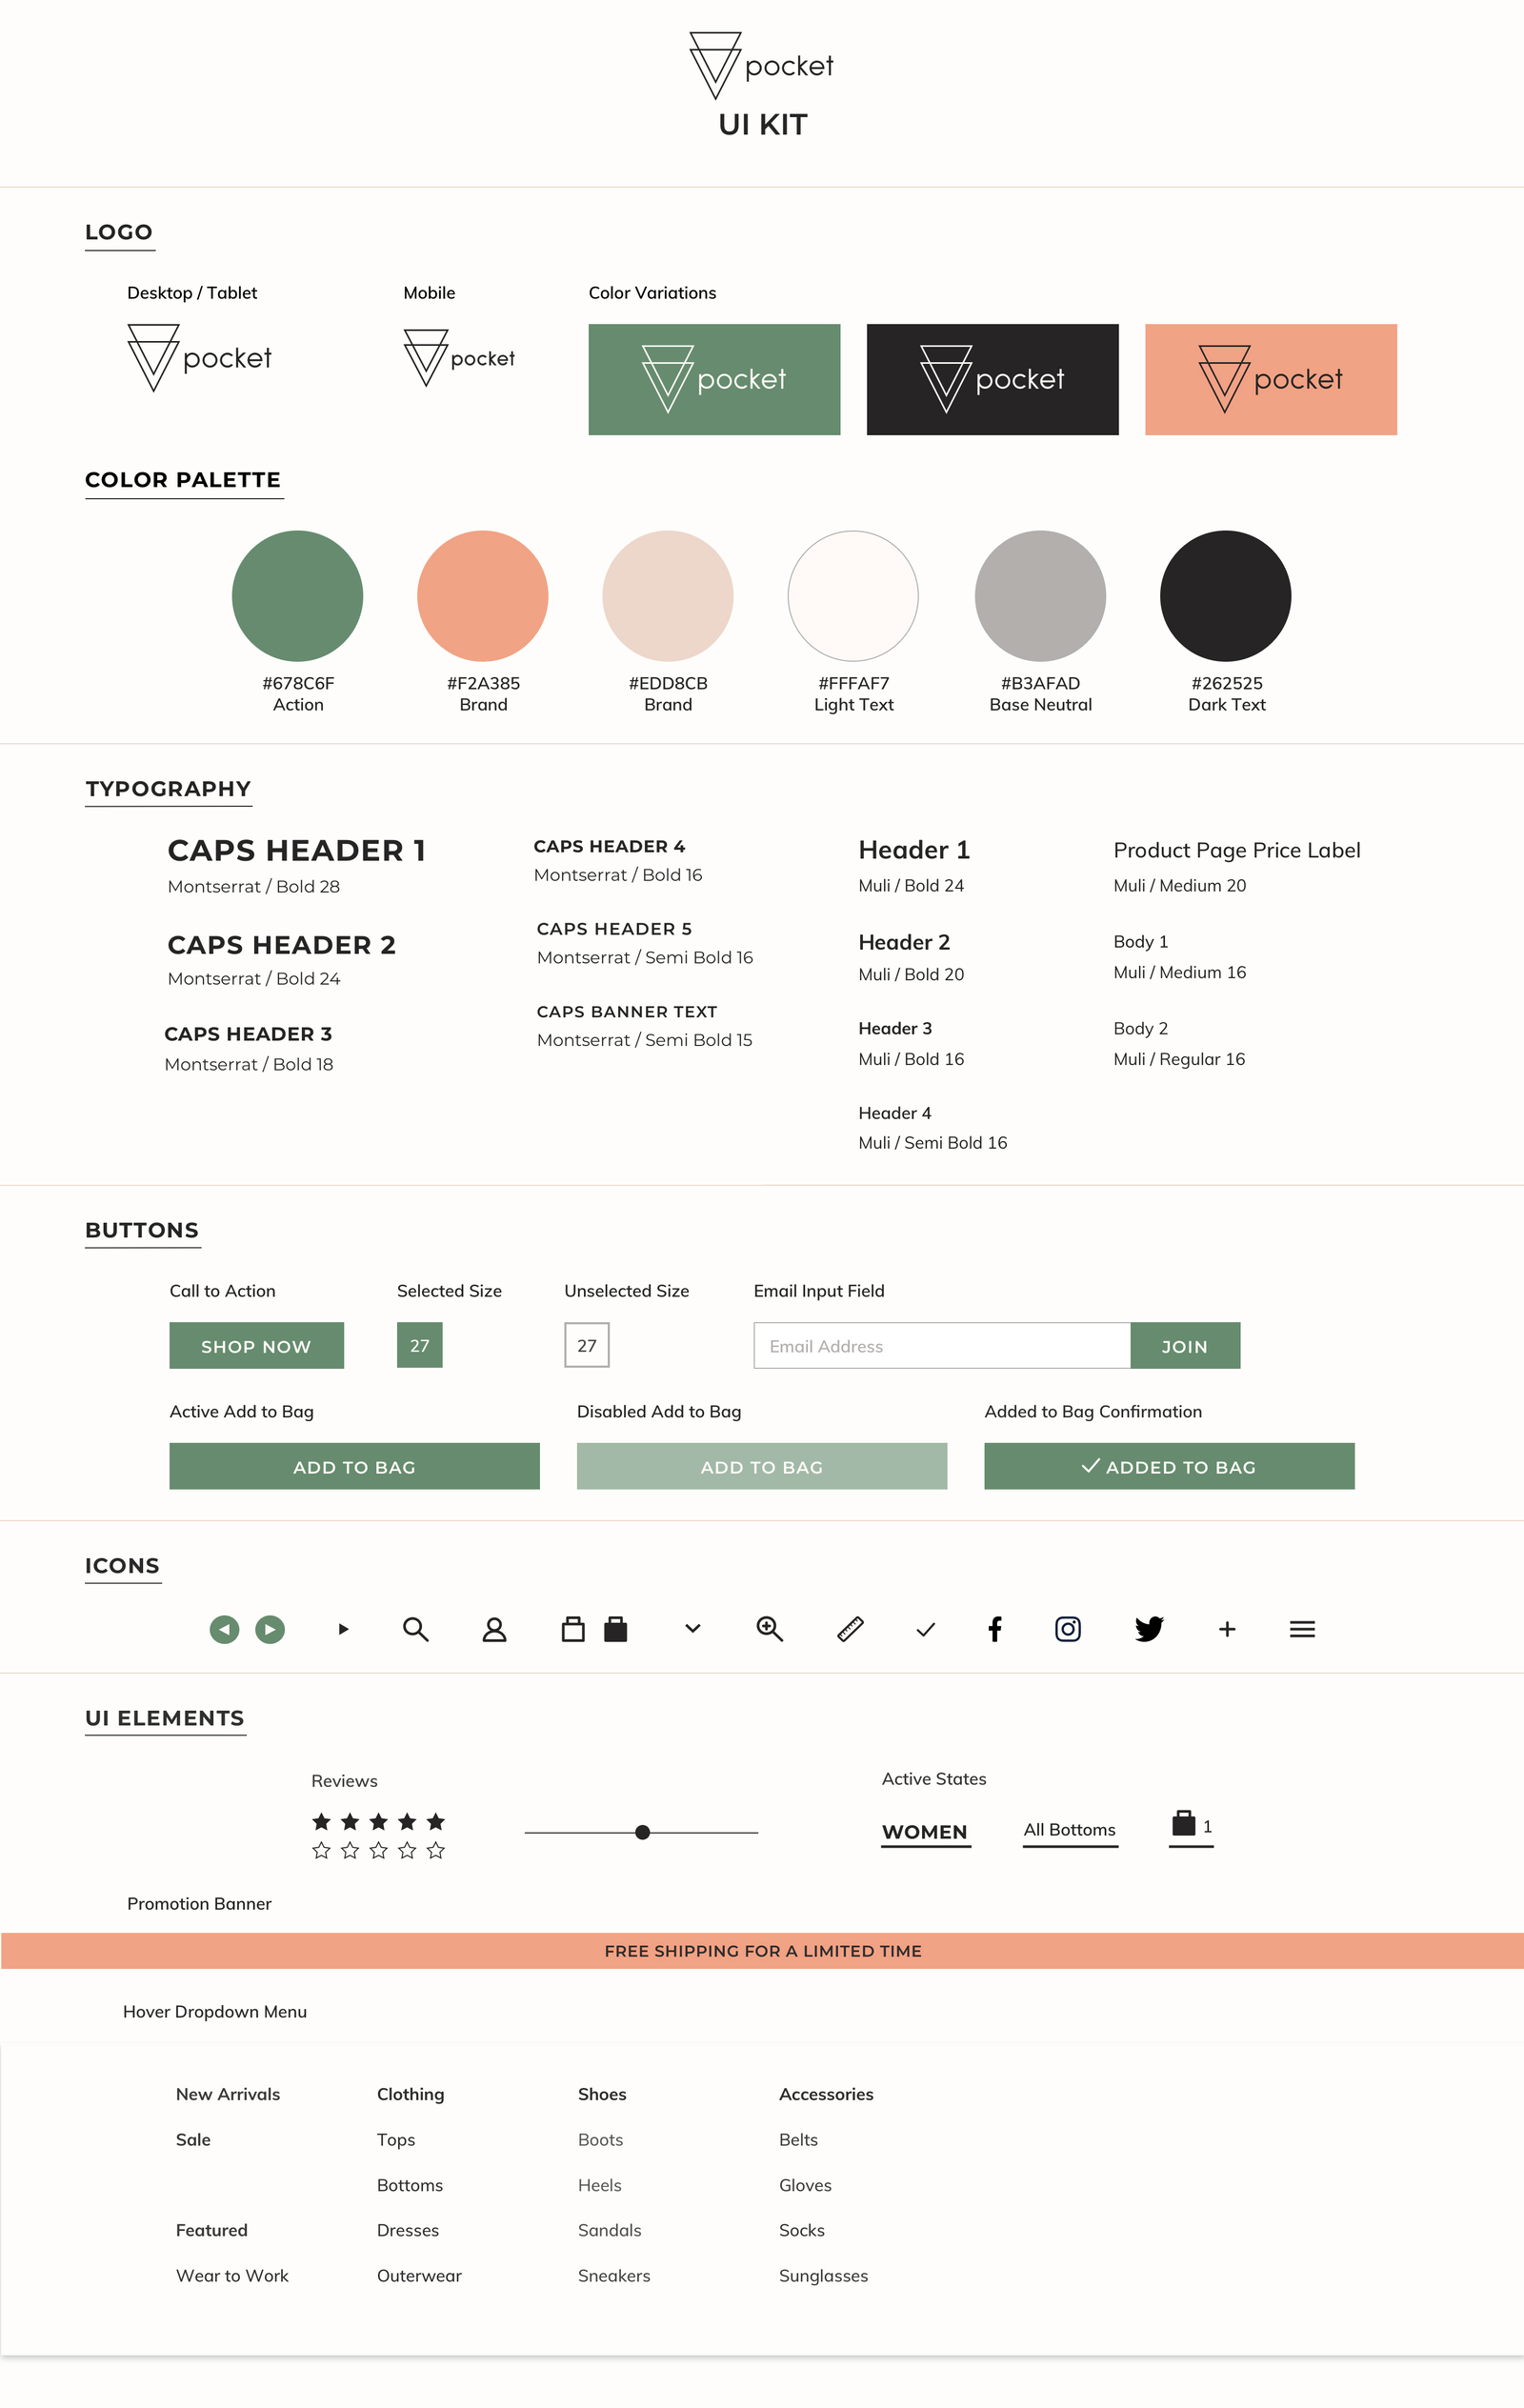 pocket
UI KIT
LOGO
Desktop / Tablet
Mobile
Color Variations
pocket
pocket
pocket
pocket
pocket
COLOR PALETTE
#678C6F
Action
#F2A385
Brand
#EDD8CB
Brand
#FFFAF7
Light Text
#B3AFAD
Base Neutral
#262525
Dark Text
TYPOGRAPHY
CAPS HEADER 1
Montserrat / Bold 28
CAPS HEADER 2
Montserrat / Bold 24
CAPS HEADER 3
Montserrat / Bold 18
CAPS HEADER 4
Montserrat / Bold 16
CAPS HEADER 5
Montserrat / Semi Bold 16
CAPS BANNER TEXT
Montserrat / Semi Bold 15
Header 1
Muli / Bold 24
Header 2
Muli / Bold 20
Header 3
Muli / Bold 16
Header 4
Muli / Semi Bold 16
Product Page Price Label
Muli / Medium 20
Body 1
Muli / Medium 16
Body 2
Muli / Regular 16
BUTTONS
Call to Action
SHOP NOW
Selected Size
27
Unselected Size
27
Email Input Field
Email Address
JOIN
Active Add to Bag
ADD TO BAG
Disabled Add to Bag
ADD TO BAG
Added to Bag Confirmation
ADDED TO BAG
ICONS
UI ELEMENTS
Reviews
Active States
WOMEN
All Bottoms
1
Promotion Banner
FREE SHIPPING FOR A LIMITED TIME
Hover Dropdown Menu
New Arrivals
Sale
Featured
Wear to Work
Clothing
Tops
Bottoms
Dresses
Outerwear
Shoes
Boots
Heels
Sandals
Sneakers
Accessories
Belts
Gloves
Socks
Sunglasses